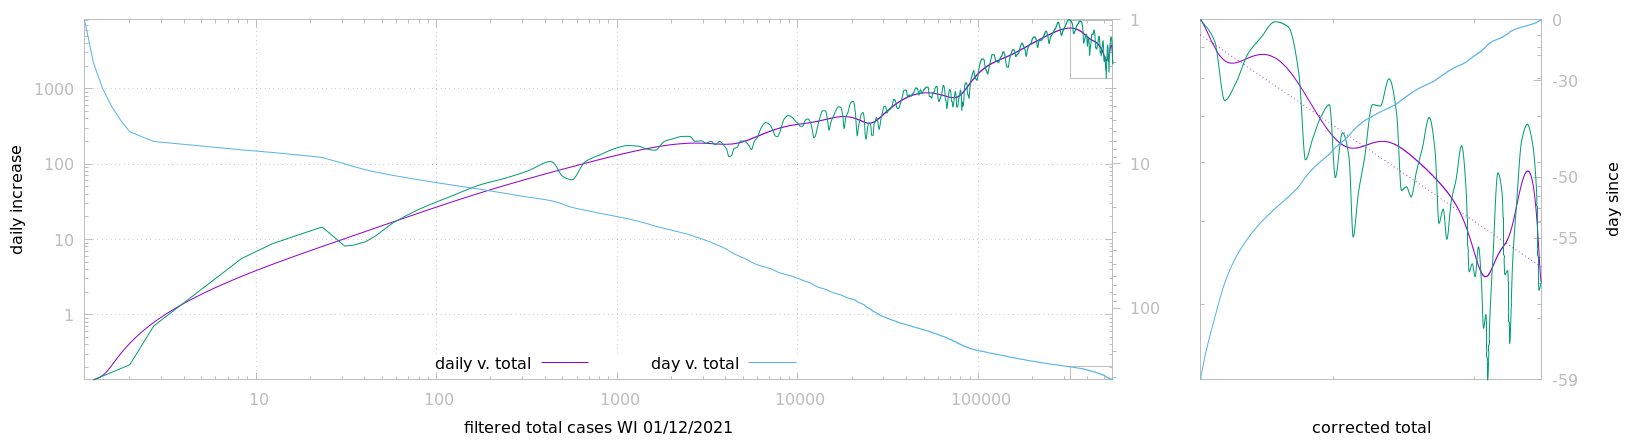 daily increase
1000
100
10
1
daily v. total
day v. total
10
100
1000
10000
100000
filtered total cases WI 01/12/2021
1
10
100
0
-30
-50
-55
-59
day since
corrected total